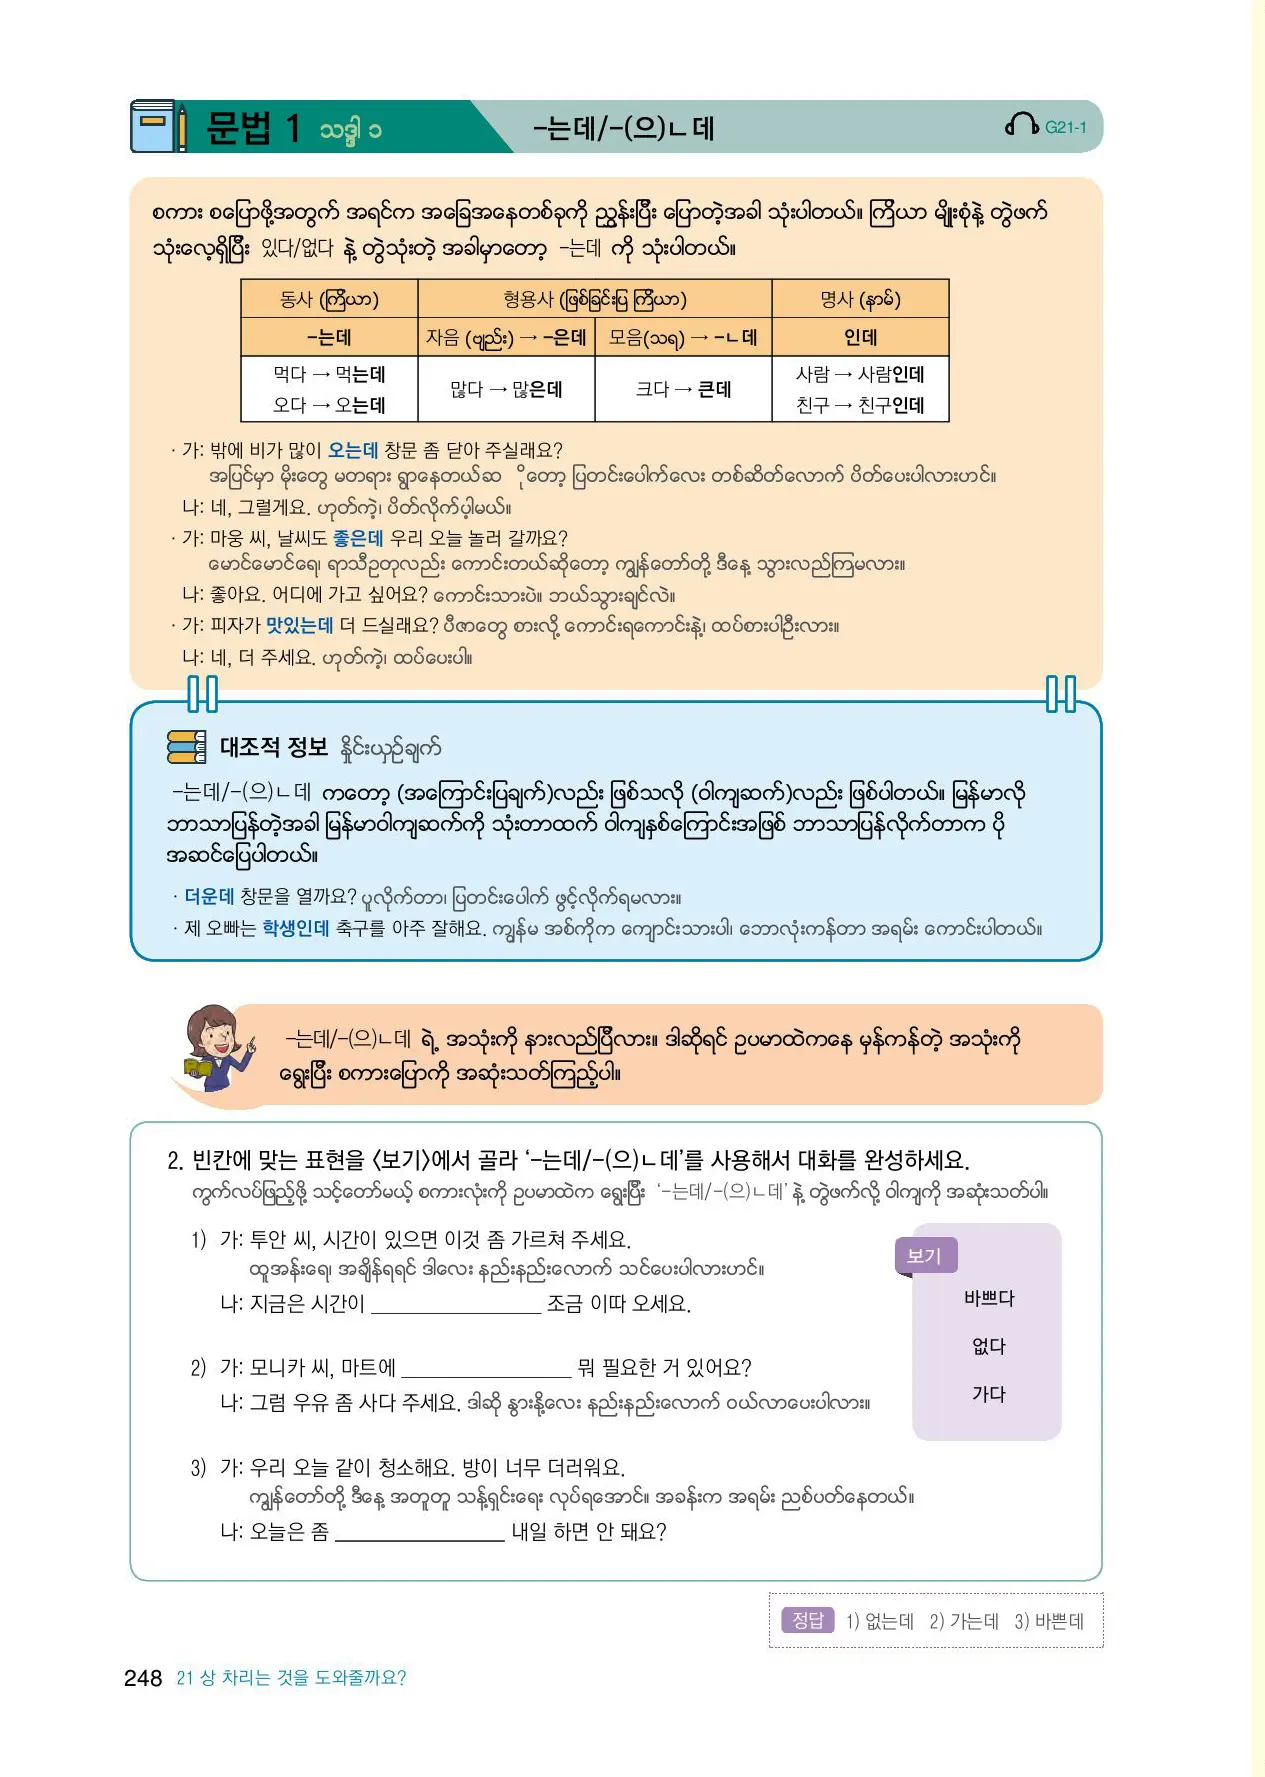 문법 1 သဒ္ဒါ ၁ -는데/-(으)ㄴ데 G21-1
စကား စပြောဖို့အတွက် အရင်က အခြေအနေတစ်ခုကို ညွှန်းပြီး ပြောတဲ့အခါ သုံးပါတယ်။ ကြိယာ မျိုးစုံနဲ့ တွဲဖက်
သုံးလေ့ရှိပြီး 있다/없다 နဲ့ တွဲသုံးတဲ့ အခါမှာတော့ -는데 ကို သုံးပါတယ်။
동사 (ကြိယာ) 형용사 (ဖြစ်ခြင်းပြ ကြိယာ) 명사 (နာမ်)
-는데 자음 (ဗျည်း) → -은데 모음(သရ) → -ㄴ데 인데
먹다 → 먹는데 많다 → 많은데 크다 → 큰데 사람 → 사람인데
오다 → 오는데 친구 → 친구인데
· 가: 밖에 비가 많이 오는데 창문 좀 닫아 주실래요?
အပြင်မှာ မိုးတွေ မတရား ရွာနေတယ်ဆ ိုတော့ ပြတင်းပေါက်လေး တစ်ဆိတ်လောက် ပိတ်ပေးပါလားဟင်။
나: 네, 그럴게요. ဟုတ်ကဲ့၊ ပိတ်လိုက်ပါ့မယ်။
· 가: 마웅 씨, 날씨도 좋은데 우리 오늘 놀러 갈까요?
မောင်မောင်ရေ၊ ရာသီဥတုလည်း ကောင်းတယ်ဆိုတော့ ကျွန်တော်တို့ ဒီနေ့ သွားလည်ကြမလား။
나: 좋아요. 어디에 가고 싶어요? ကောင်းသားပဲ။ ဘယ်သွားချင်လဲ။
· 가: 피자가 맛있는데 더 드실래요? ပီဇာတွေ စားလို့ ကောင်းရကောင်းနဲ့၊ ထပ်စားပါဦးလား။
나: 네, 더 주세요. ဟုတ်ကဲ့၊ ထပ်ပေးပါ။
대조적 정보 နှိုင်းယှဉ်ချက်
-는데/-(으)ㄴ데 ကတော့ (အကြောင်းပြချက်)လည်း ဖြစ်သလို (ဝါကျဆက်)လည်း ဖြစ်ပါတယ်။ မြန်မာလို
ဘာသာပြန်တဲ့အခါ မြန်မာဝါကျဆက်ကို သုံးတာထက် ဝါကျနှစ်ကြောင်းအဖြစ် ဘာသာပြန်လိုက်တာက ပို
အဆင်ပြေပါတယ်။
· 더운데 창문을 열까요? ပူလိုက်တာ၊ ပြတင်းပေါက် ဖွင့်လိုက်ရမလား။
· 제 오빠는 학생인데 축구를 아주 잘해요. ကျွန်မ အစ်ကိုက ကျောင်းသားပါ၊ ဘောလုံးကန်တာ အရမ်း ကောင်းပါတယ်။
-는데/-(으)ㄴ데 ရဲ့ အသုံးကို နားလည်ပြီလား။ ဒါဆိုရင် ဥပမာထဲကနေ မှန်ကန်တဲ့ အသုံးကို
ရွေးပြီး စကားပြောကို အဆုံးသတ်ကြည့်ပါ။
2. 빈칸에 맞는 표현을 〈보기〉에서 골라 ‘-는데/-(으)ㄴ데’를 사용해서 대화를 완성하세요.
ကွက်လပ်ဖြည့်ဖို့ သင့်တော်မယ့် စကားလုံးကို ဥပမာထဲက ရွေးပြီး ‘-는데/-(으)ㄴ데’ နဲ့ တွဲဖက်လို့ ဝါကျကို အဆုံးသတ်ပါ။
1) 가: 투안 씨, 시간이 있으면 이것 좀 가르쳐 주세요.
ထူအန်းရေ၊ အချိန်ရရင် ဒါလေး နည်းနည်းလောက် သင်ပေးပါလားဟင်။
나: 지금은 시간이 ________ 조금 이따 오세요.
2) 가: 모니카 씨, 마트에 ________ 뭐 필요한 거 있어요?
나: 그럼 우유 좀 사다 주세요. ဒါဆို နွားနို့လေး နည်းနည်းလောက် ဝယ်လာပေးပါလား။
3) 가: 우리 오늘 같이 청소해요. 방이 너무 더러워요.
ကျွန်တော်တို့ ဒီနေ့ အတူတူ သန့်ရှင်းရေး လုပ်ရအောင်။ အခန်းက အရမ်း ညစ်ပတ်နေတယ်။
나: 오늘은 좀 ________ 내일 하면 안 돼요?
보기
바쁘다
없다
가다
정답 1) 없는데 2) 가는데 3) 바쁜데
248 21 상 차리는 것을 도와줄까요?